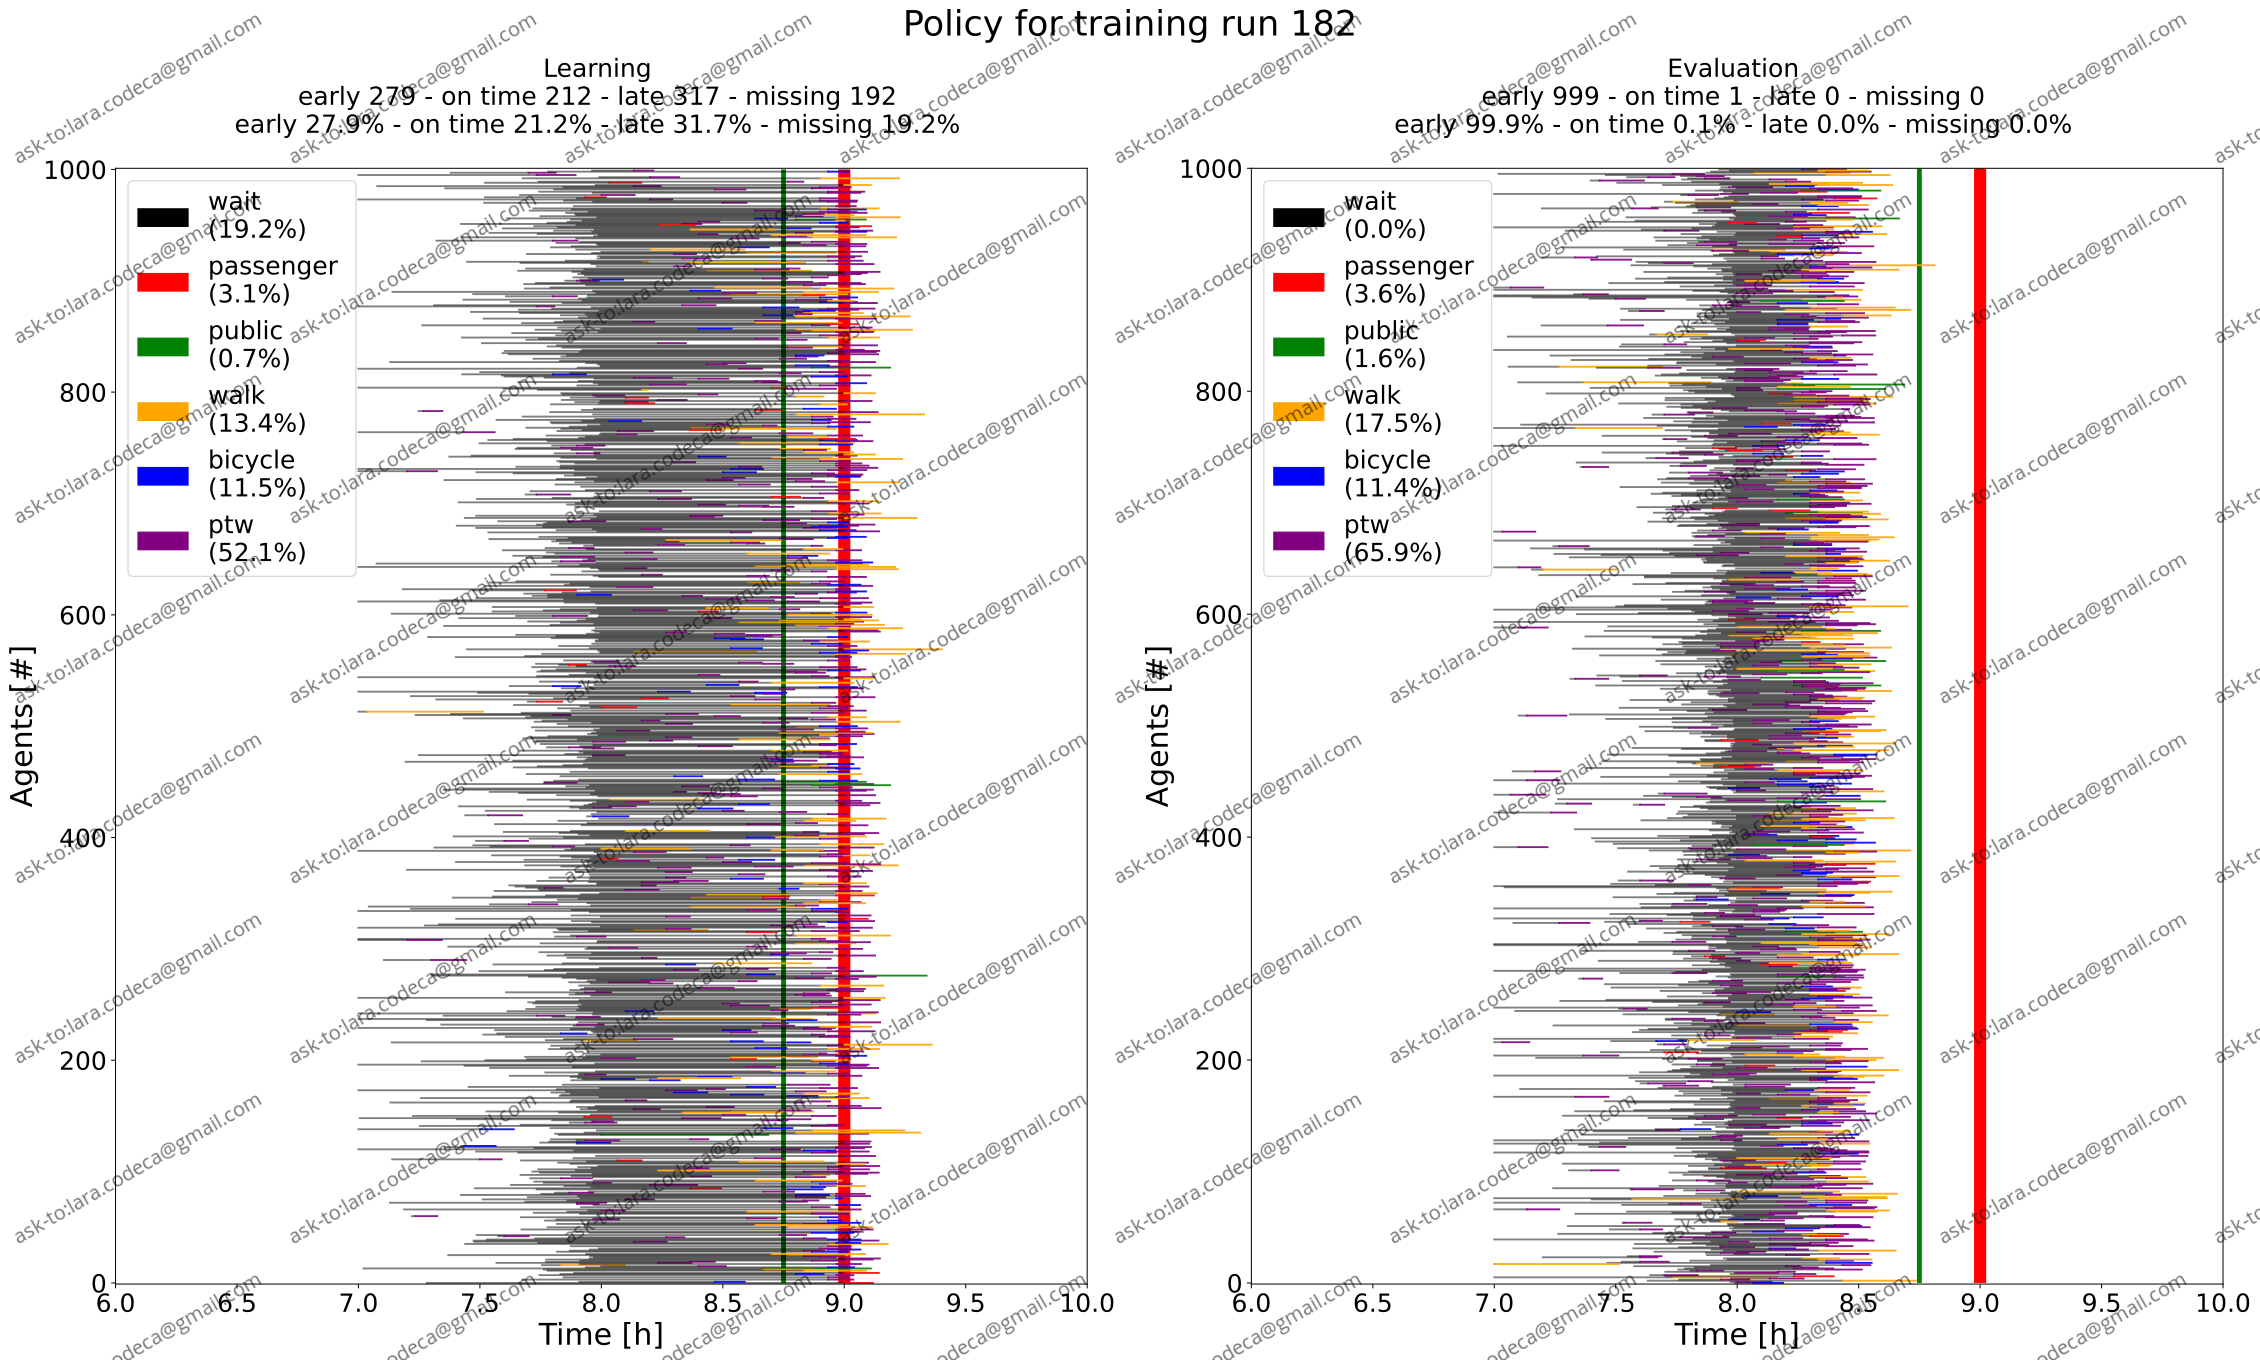 Policy for training run 182
Learning
early 279 - on time 212 - late 317 - missing 192
early 27.9% - on time 21.2% - late 31.7% - missing 19.2%
1000
800
600
400
200
0
Agents [#]
wait
(19.2%)
passenger
(3.1%)
public
(0.7%)
walk
(13.4%)
bicycle
(11.5%)
ptw
(52.1%)
6.0 6.5 7.0 7.5 8.0 8.5 9.0 9.5 10.0
Time [h]
Evaluation
early 999 - on time 1 - late 0 - missing 0
early 99.9% - on time 0.1% - late 0.0% - missing 0.0%
1000
800
600
400
200
0
Agents [#]
wait
(0.0%)
passenger
(3.6%)
public
(1.6%)
walk
(17.5%)
bicycle
(11.4%)
ptw
(65.9%)
6.0 6.5 7.0 7.5 8.0 8.5 9.0 9.5 10.0
Time [h]
ask-to:lara.codeca@gmail.com